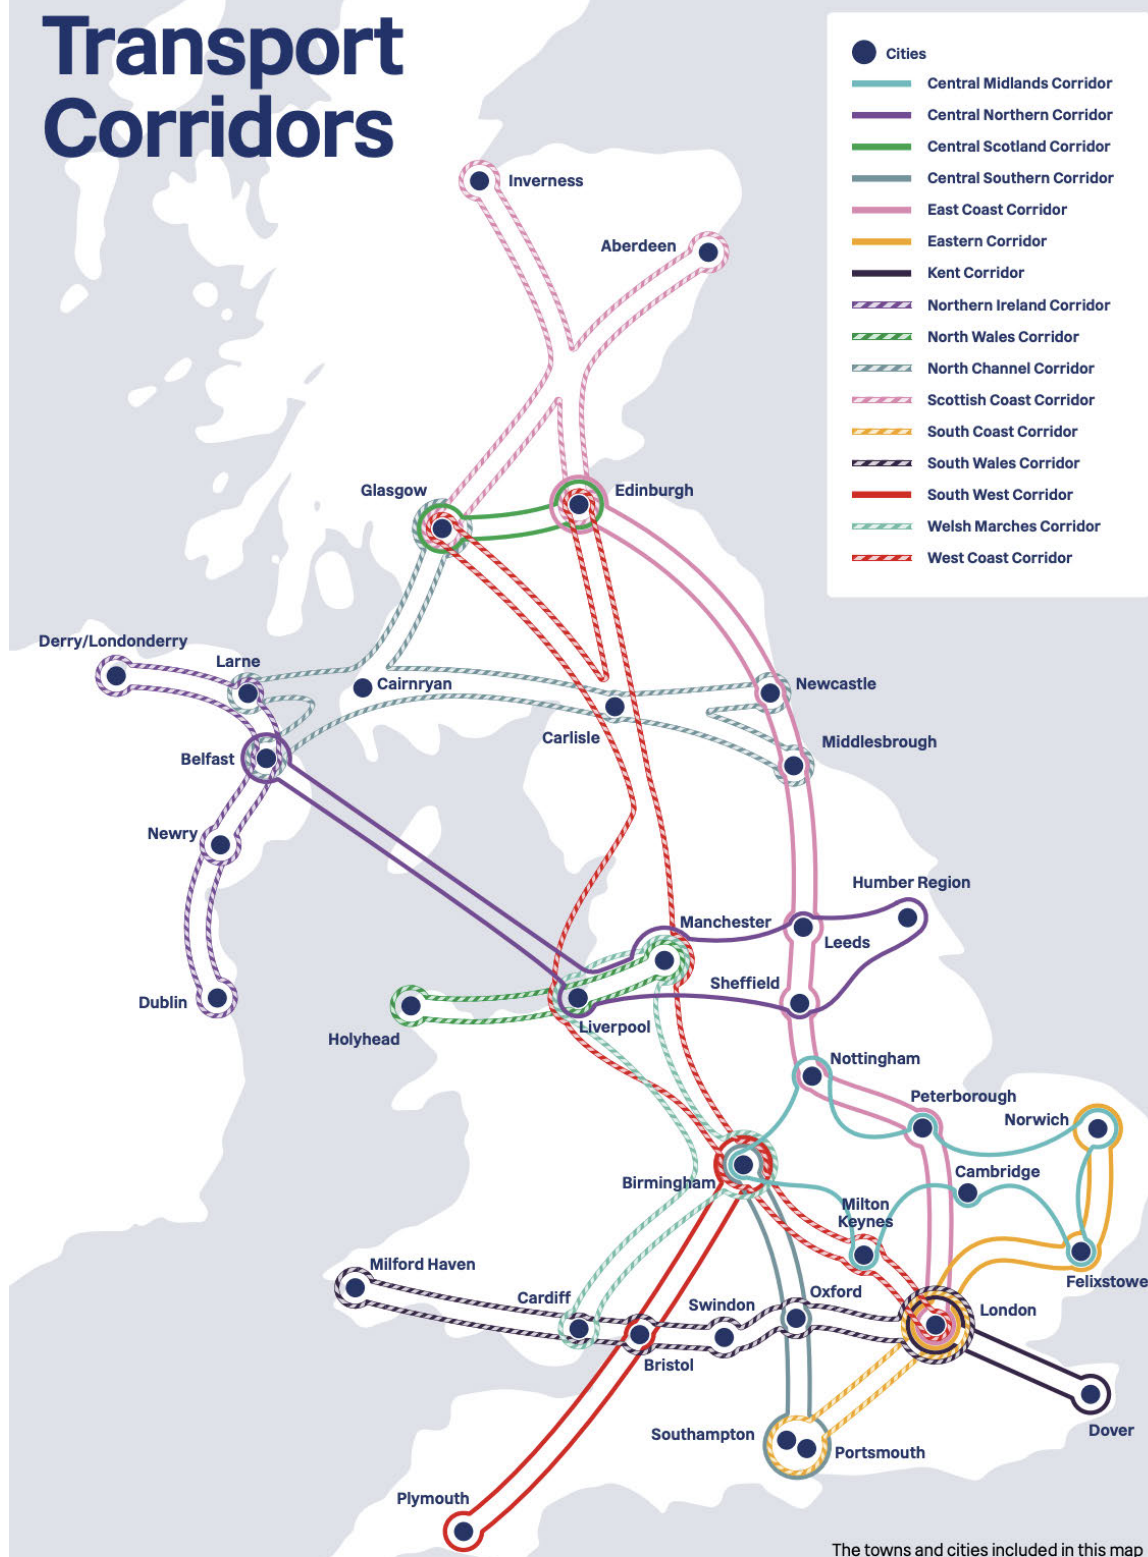 Transport
Corridors
Cities
Central Midlands Corridor
Central Northern Corridor
Central Scotland Corridor
Central Southern Corridor
East Coast Corridor
Eastern Corridor
Kent Corridor
Northern Ireland Corridor
North Wales Corridor
North Channel Corridor
Scottish Coast Corridor
South Coast Corridor
South Wales Corridor
South West Corridor
Welsh Marches Corridor
West Coast Corridor
Inverness
Aberdeen
Glasgow
Edinburgh
Derry/Londonderry
Larne
Cairnryan
Newcastle
Carlisle
Middlesbrough
Belfast
Newry
Humber Region
Manchester
Leeds
Sheffield
Dublin
Liverpool
Holyhead
Nottingham
Peterborough
Norwich
Cambridge
Birmingham
Milton
Keynes
Milford Haven
Felixstowe
Cardiff
Swindon
Oxford
London
Bristol
Dover
Southampton
Portsmouth
Plymouth
The towns and cities included in this map